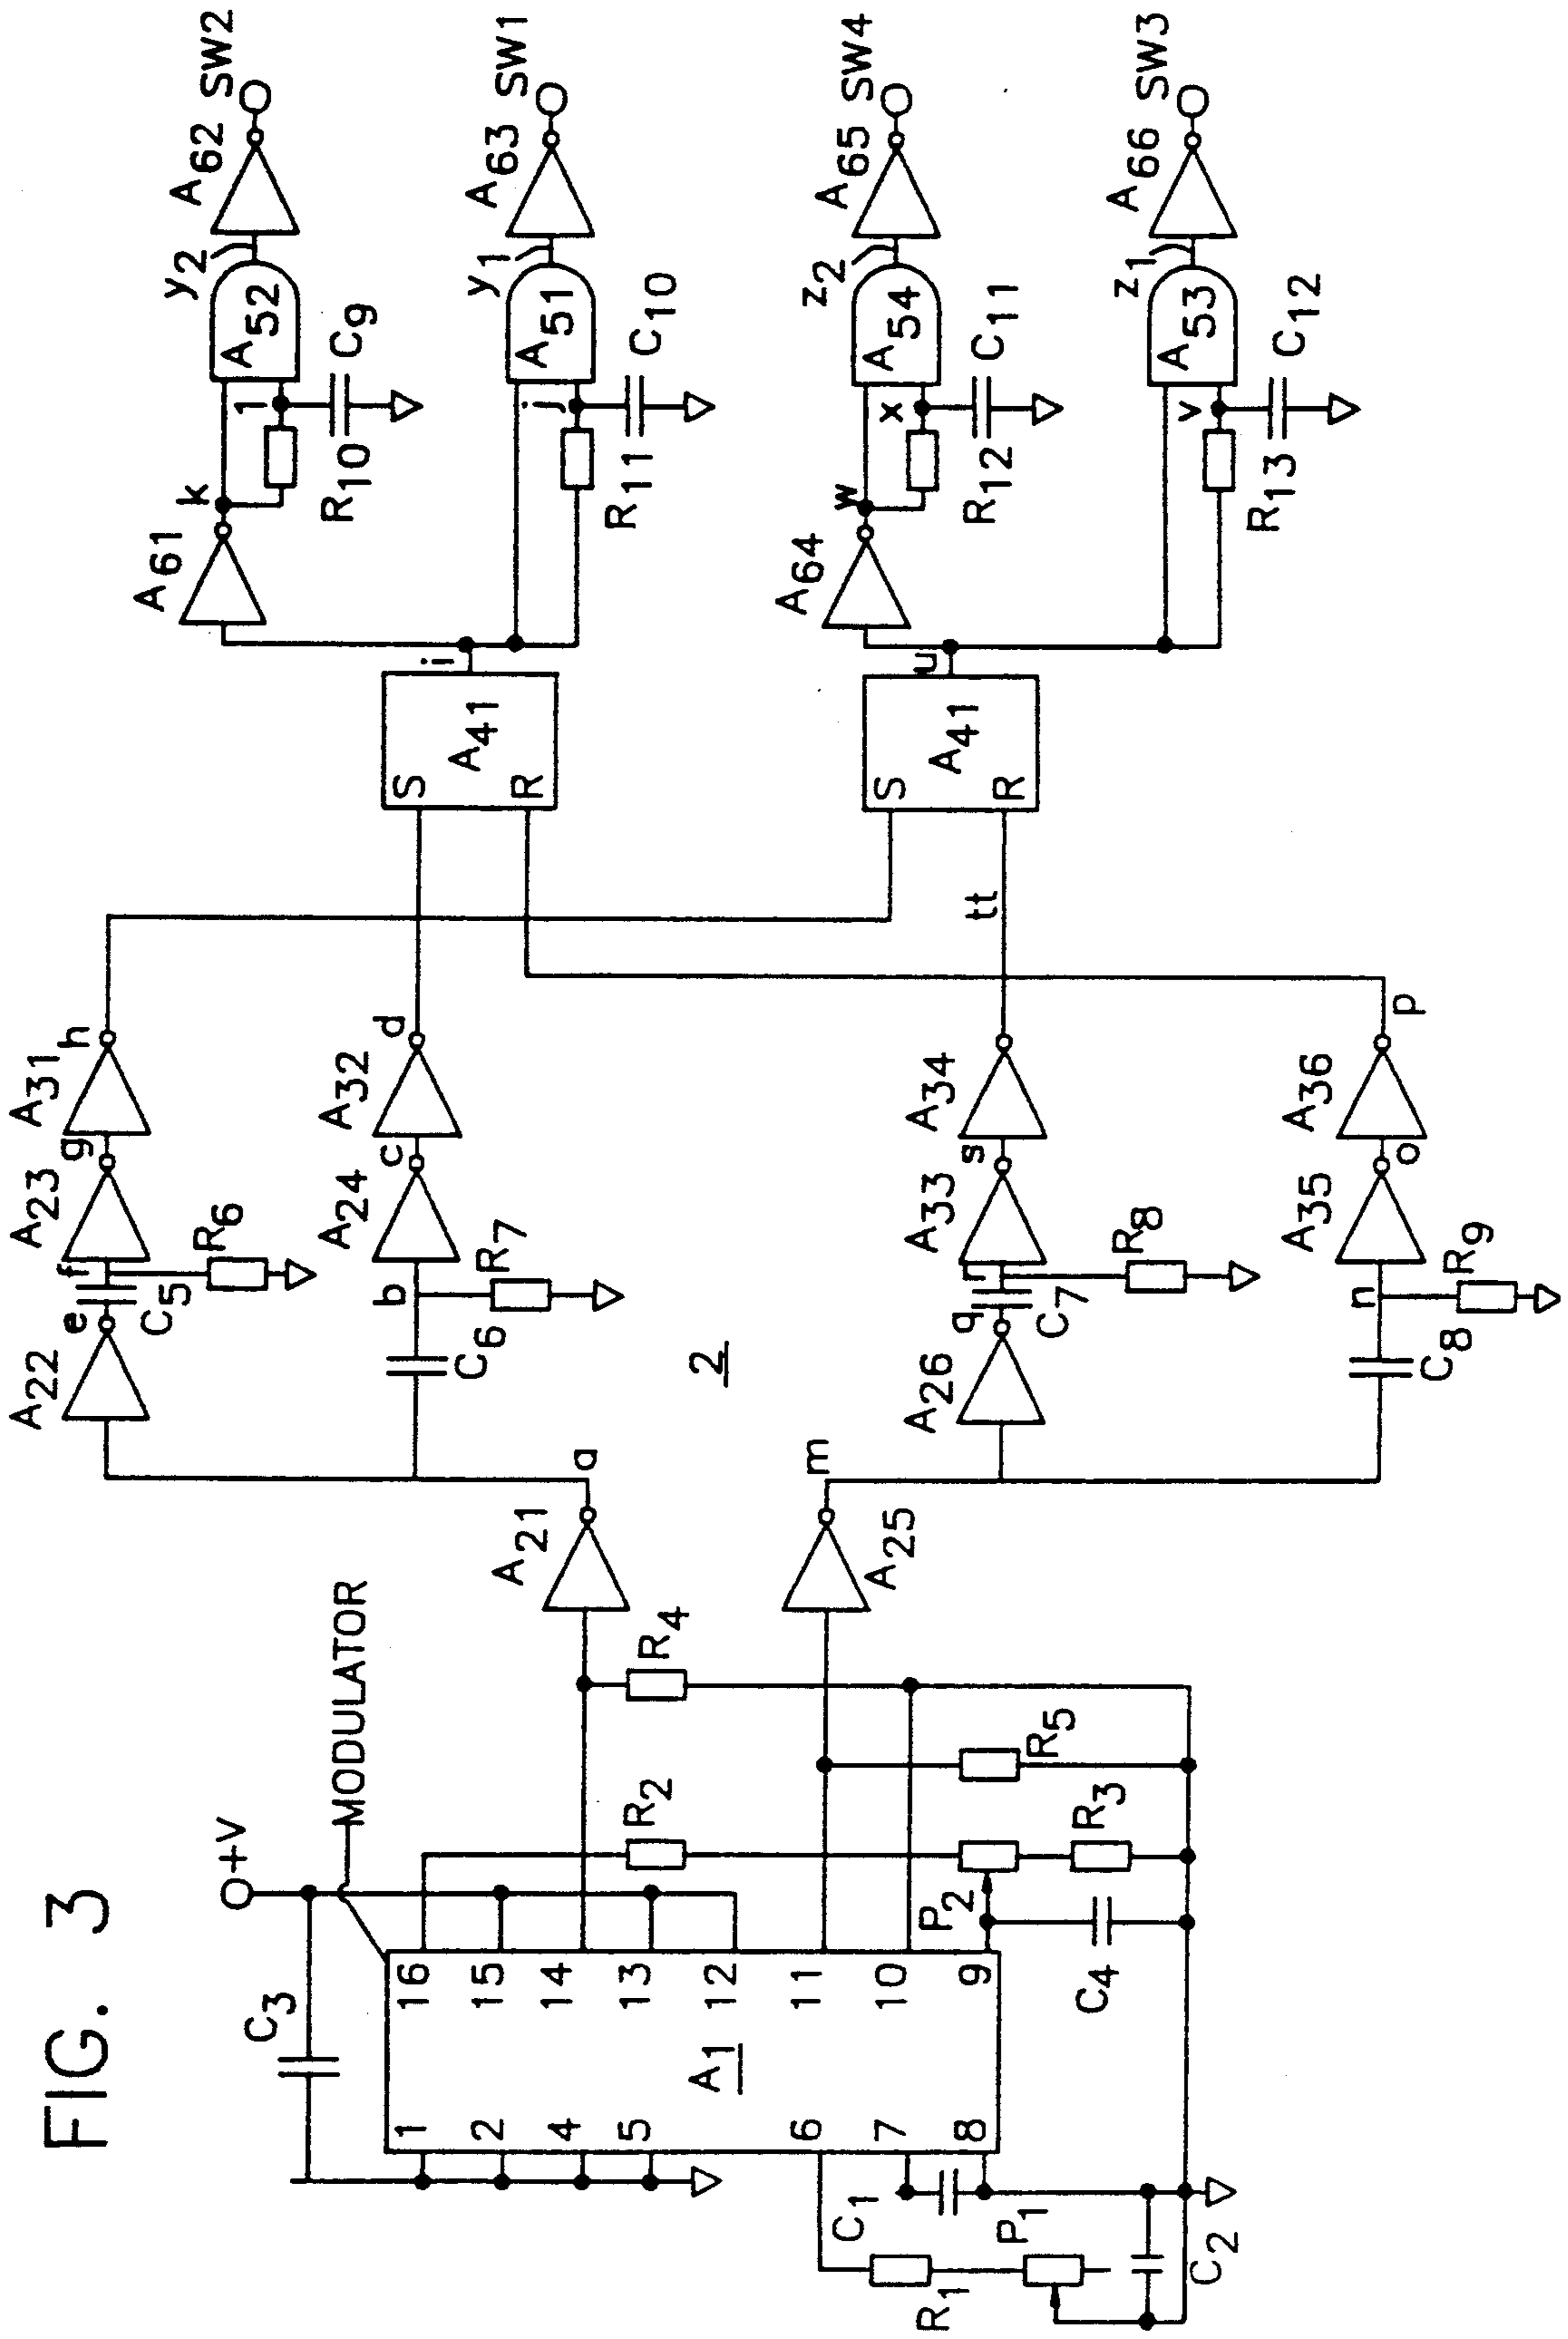 FIG. 3
MODULATOR
+V
C3
A1
1
2
4
5
6
7
8
16
15
14
13
12
11
10
9
C1
R1
P1
C2
C4
P2
R2
R3
R4
R5
A21
a
A25
m
A22
e
C5
f
R6
A23
g
A31
h
C6
b
R7
A24
c
A32
d
2
A26
q
C7
r
R8
A33
s
A34
tt
C8
n
R9
A35
o
A36
p
S
R
A41
i
S
R
A41
u
A61
k
R10
l
C9
A52
y2
A62
SW2
R11
j
C10
A51
y1
A63
SW1
A64
w
R12
x
C11
A54
z2
A65
SW4
R13
v
C12
A53
z1
A66
SW3